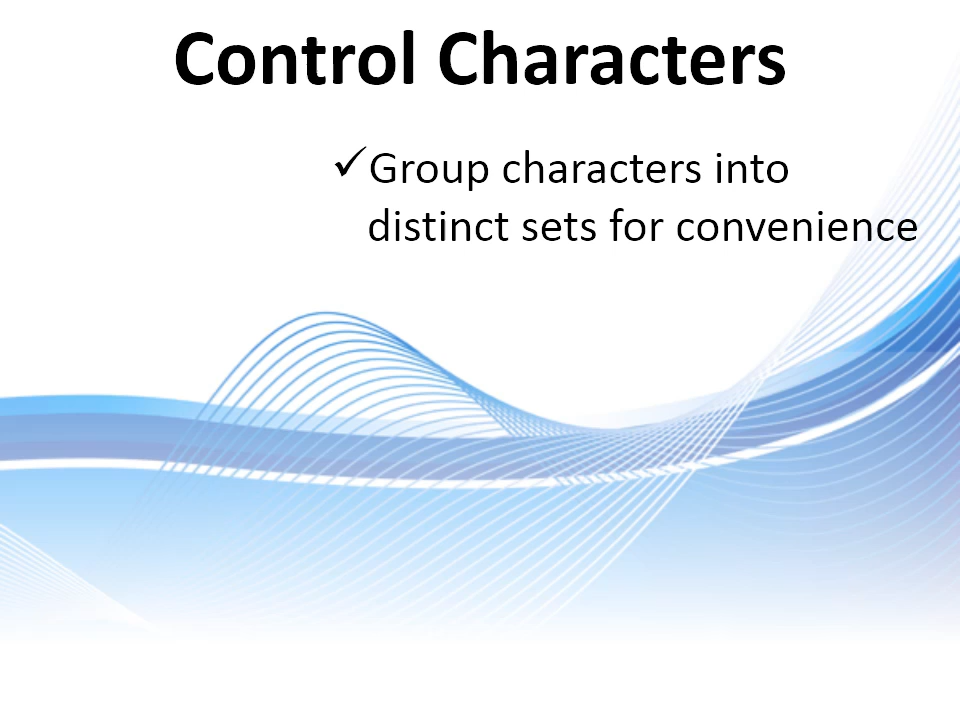 Control Characters
✓Group characters into
distinct sets for convenience